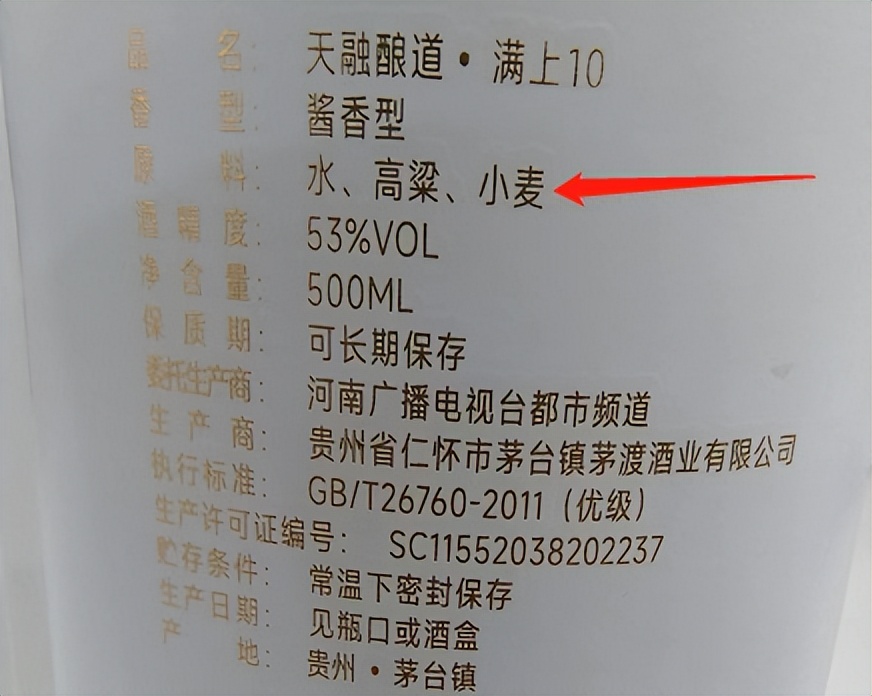 品名：天融酿道·满上10
香型：酱香型
原料：水、高粱、小麦
酒精度：53%VOL
净含量：500ML
保质期：可长期保存
委托生产商：河南广播电视台都市频道
生产商：贵州省仁怀市茅台镇茅渡酒业有限公司
执行标准：GB/T26760-2011（优级）
生产许可证编号：SC11552038202237
贮存条件：常温下密封保存
生产日期：见瓶口或酒盒
产地：贵州·茅台镇